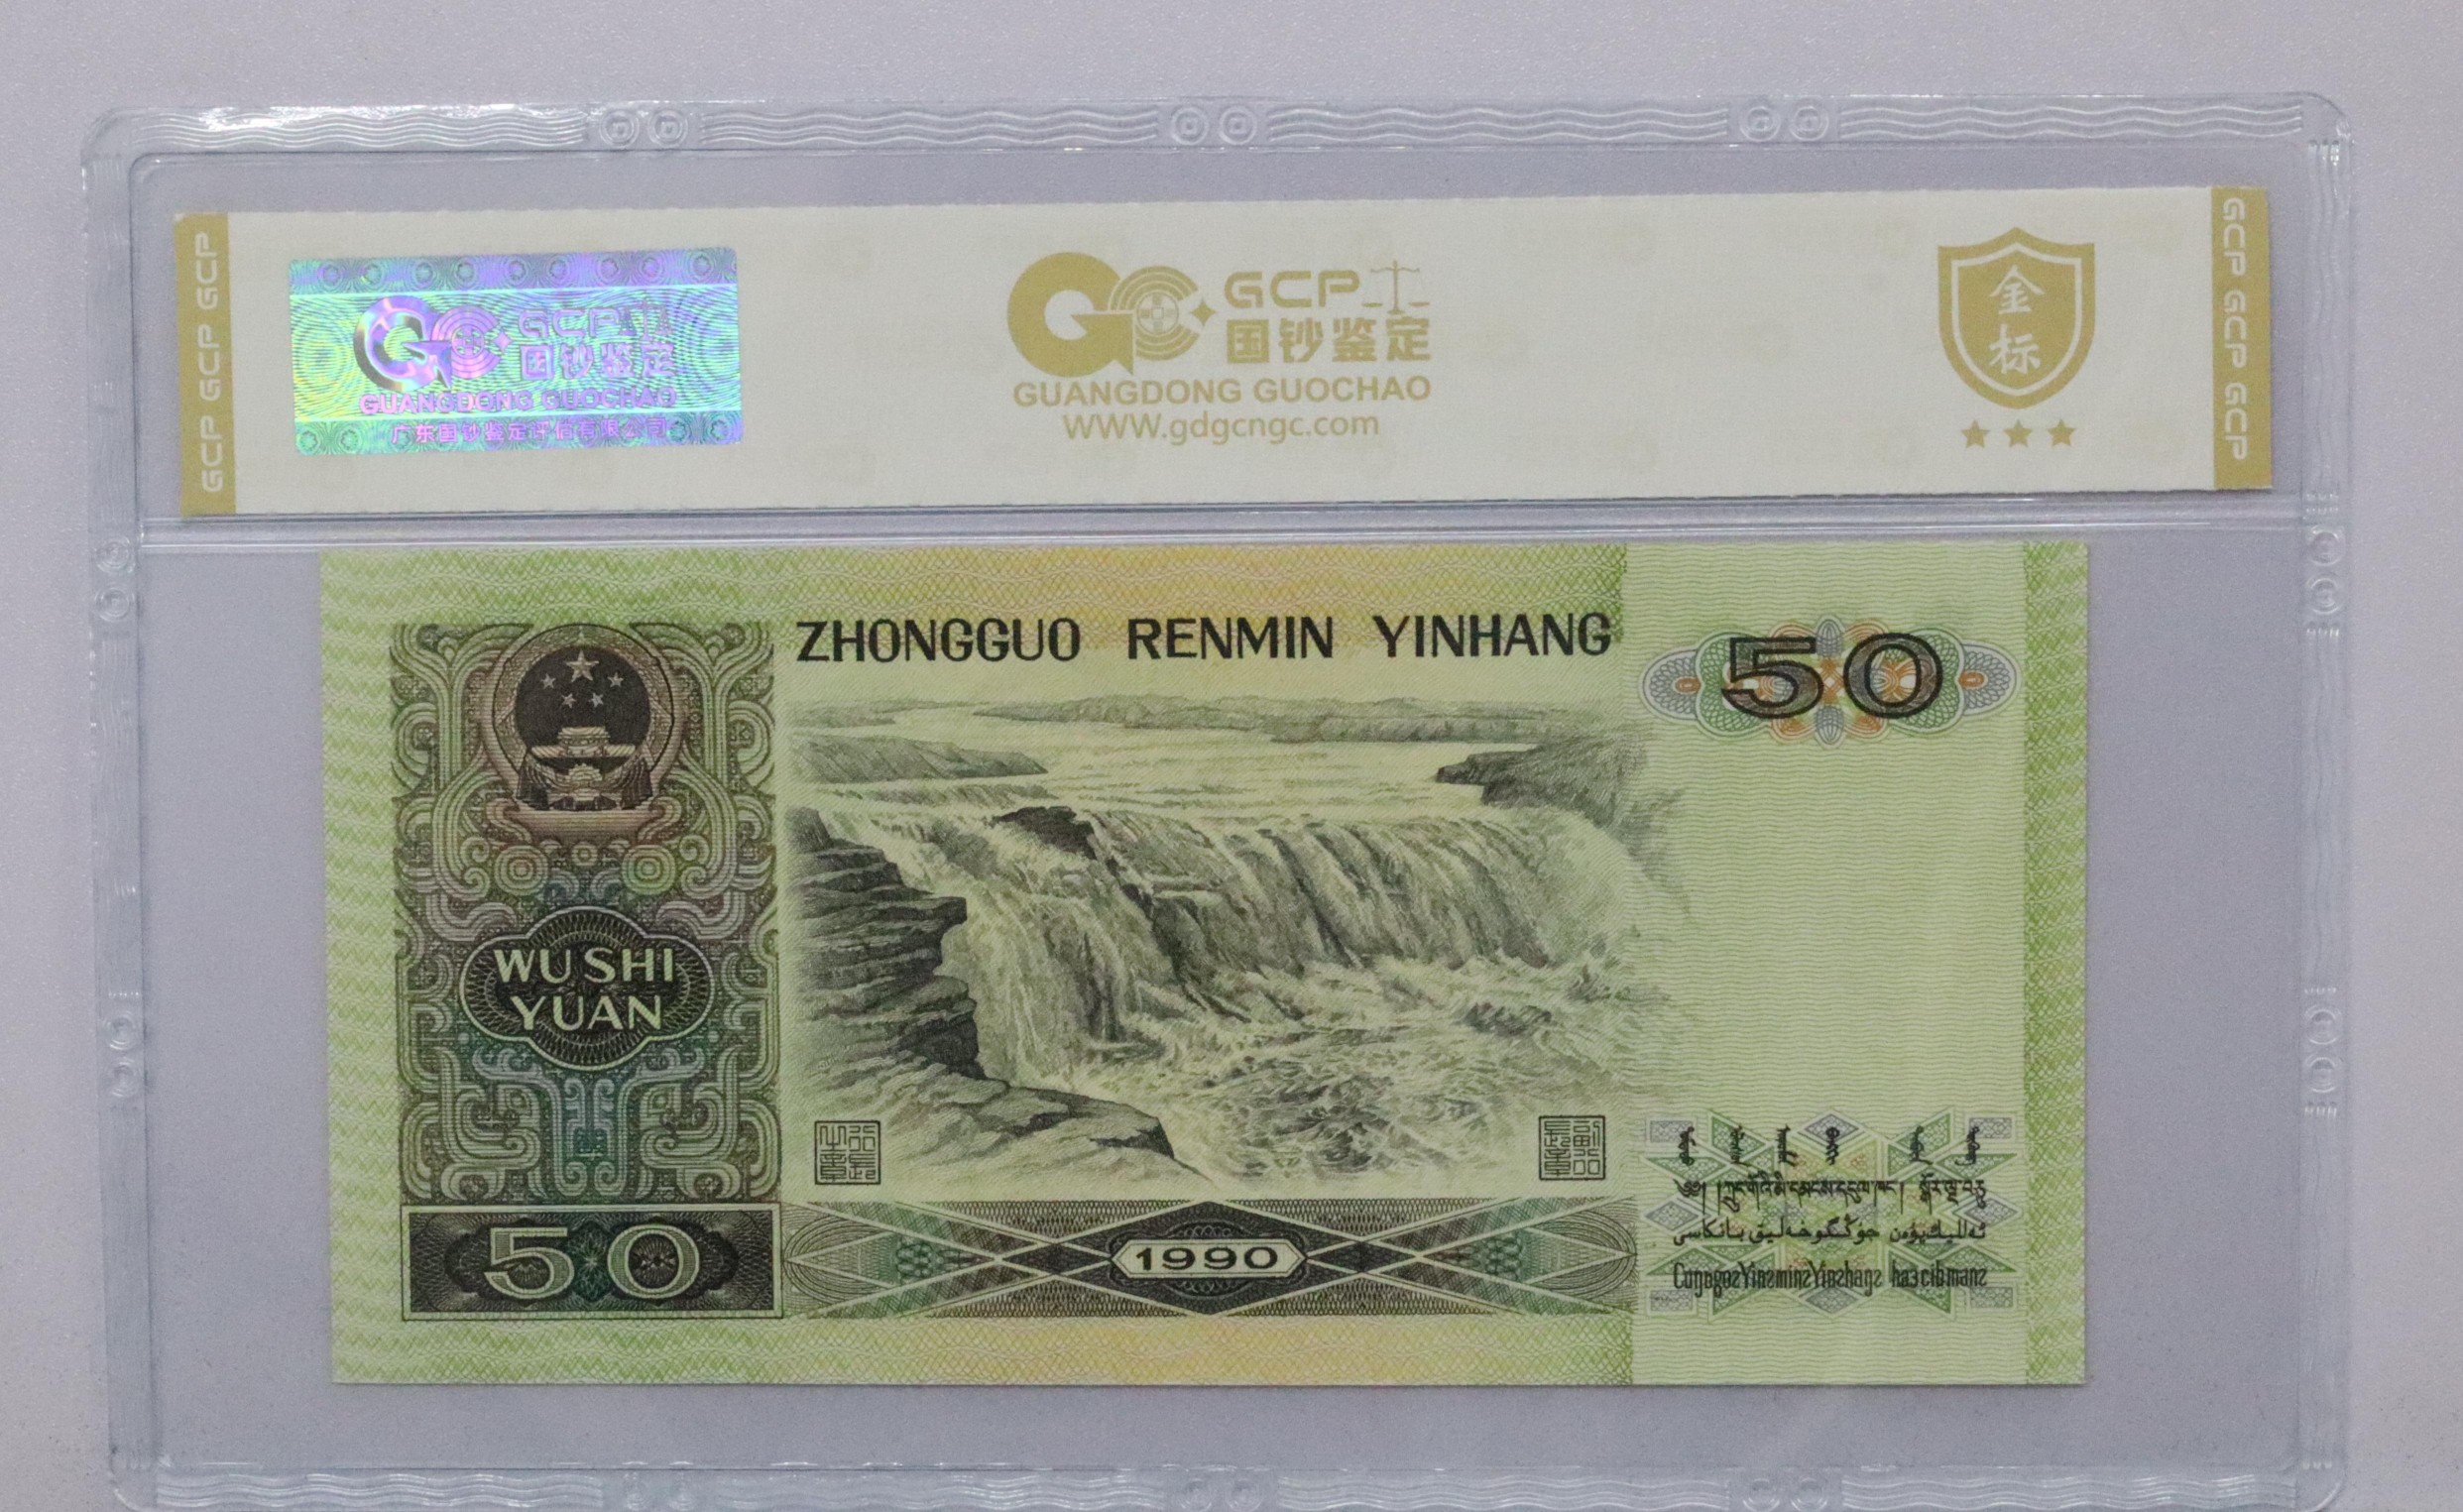 GCP GCP GCP
GCP
国钞鉴定
GUANGDONG GUOCHAO
广东国钞鉴定评估有限公司
GCP
国钞鉴定
GUANGDONG GUOCHAO
WWW.gdgcngc.com
金
标
GCP GCP GCP
ZHONGGUO RENMIN YINHANG
50
WU SHI
YUAN
50
1990